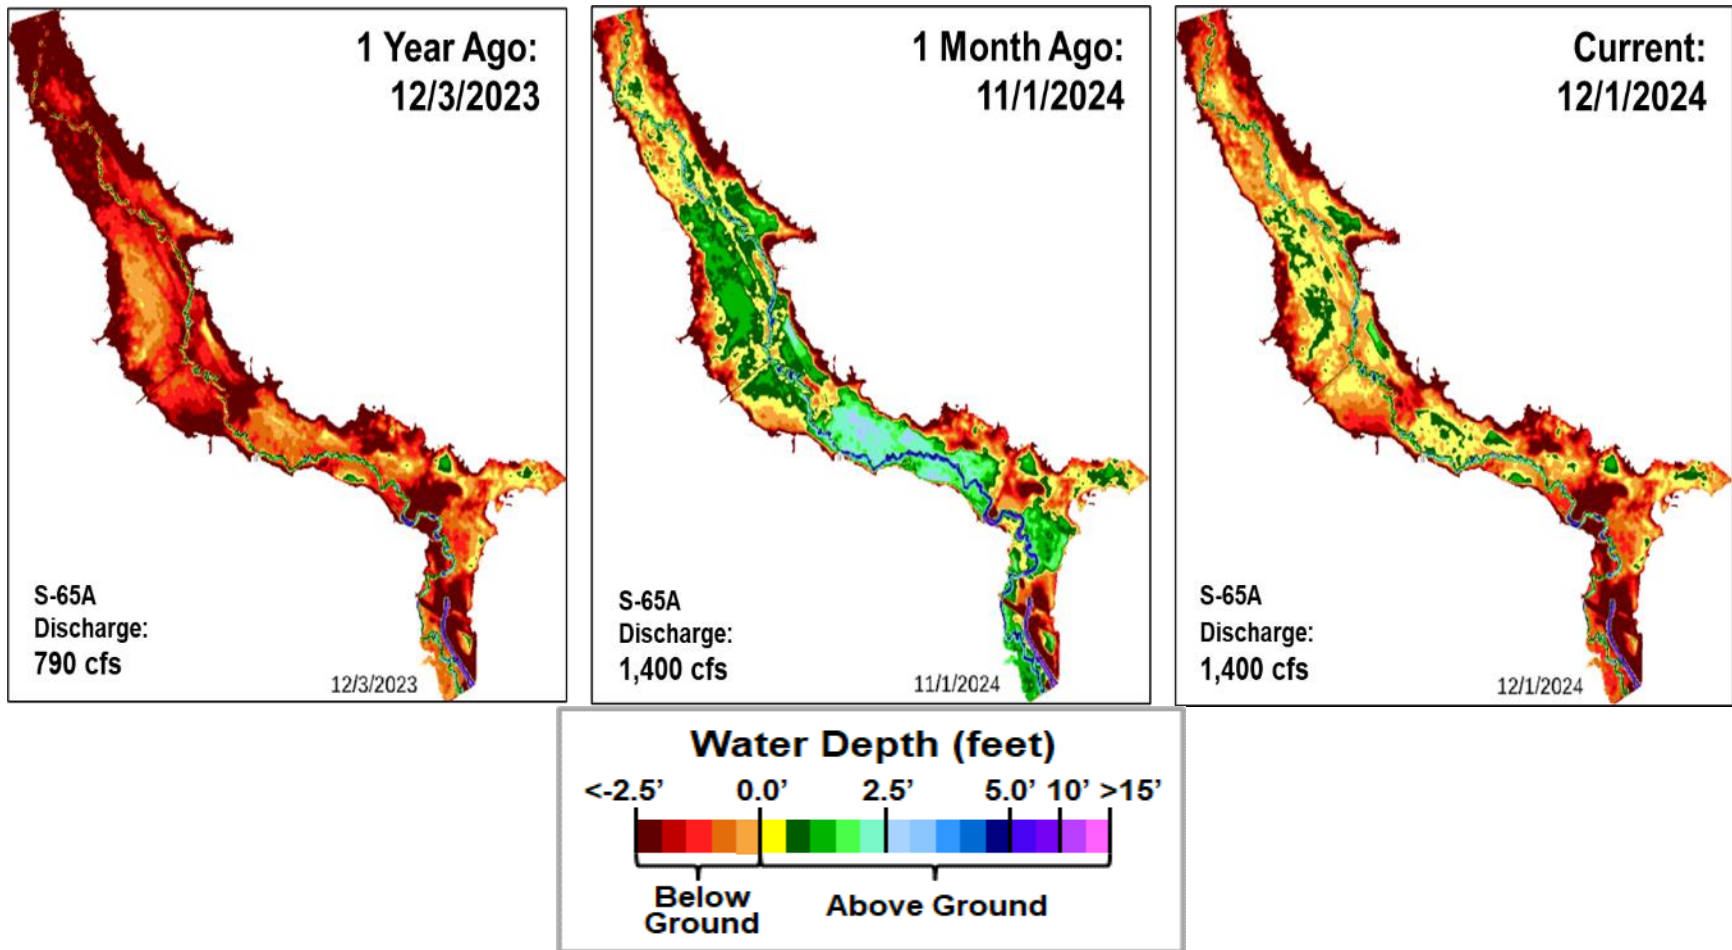 1 Year Ago:
12/3/2023
S-65A
Discharge:
790 cfs
12/3/2023
1 Month Ago:
11/1/2024
S-65A
Discharge:
1,400 cfs
11/1/2024
Current:
12/1/2024
S-65A
Discharge:
1,400 cfs
12/1/2024
Water Depth (feet)
<-2.5’ 0.0’ 2.5’ 5.0’ 10’ >15’
Below
Ground
Above Ground